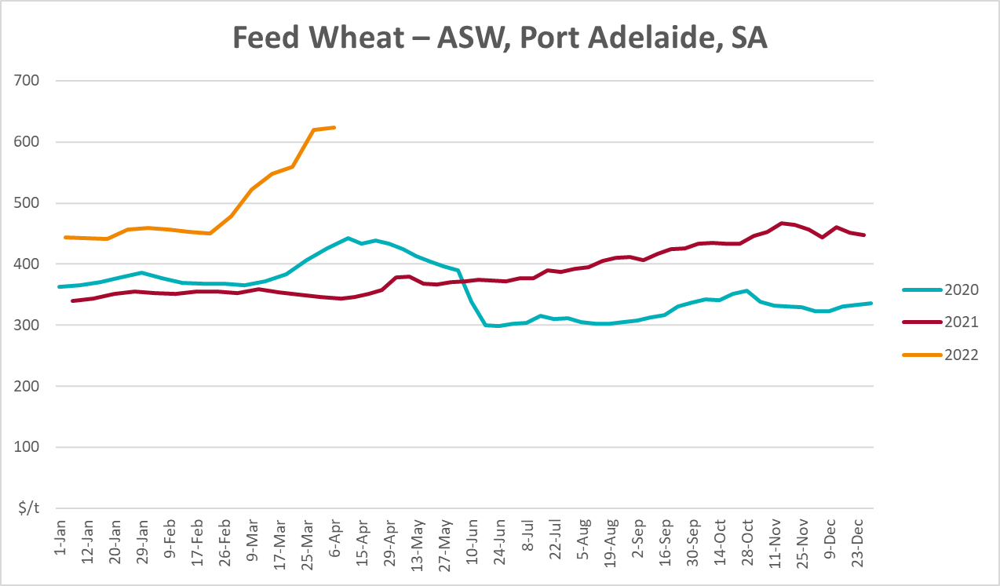 Feed Wheat – ASW, Port Adelaide, SA
700
600
500
400
300
200
100
$/t
1-Jan
12-Jan
20-Jan
29-Jan
9-Feb
17-Feb
26-Feb
9-Mar
17-Mar
25-Mar
6-Apr
15-Apr
29-Apr
13-May
27-May
10-Jun
24-Jun
8-Jul
22-Jul
5-Aug
19-Aug
2-Sep
16-Sep
30-Sep
14-Oct
28-Oct
11-Nov
25-Nov
9-Dec
23-Dec
2020
2021
2022